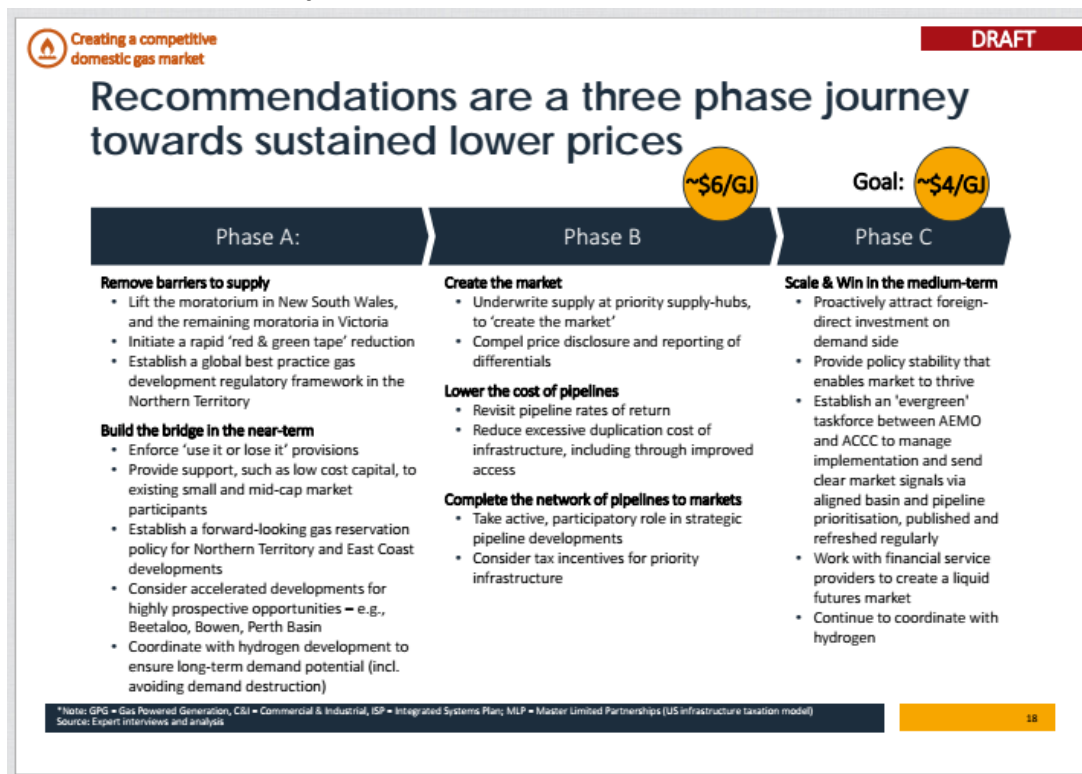 Creating a competitive
domestic gas market
DRAFT
Recommendations are a three phase journey
towards sustained lower prices
~$6/GJ
Goal:
~$4/GJ
Phase A:
Phase B
Phase C
Remove barriers to supply
• Lift the moratorium in New South Wales,
and the remaining moratoria in Victoria
• Initiate a rapid ‘red & green tape’ reduction
• Establish a global best practice gas
development regulatory framework in the
Northern Territory
Build the bridge in the near-term
• Enforce ‘use it or lose it’ provisions
• Provide support, such as low cost capital, to
existing small and mid-cap market
participants
• Establish a forward-looking gas reservation
policy for Northern Territory and East Coast
developments
• Consider accelerated developments for
highly prospective opportunities – e.g.,
Beetaloo, Bowen, Perth Basin
• Coordinate with hydrogen development to
ensure long-term demand potential (incl.
avoiding demand destruction)
Create the market
• Underwrite supply at priority supply-hubs,
to ‘create the market’
• Compel price disclosure and reporting of
differentials
Lower the cost of pipelines
• Revisit pipeline rates of return
• Reduce excessive duplication cost of
infrastructure, including through improved
access
Complete the network of pipelines to markets
• Take active, participatory role in strategic
pipeline developments
• Consider tax incentives for priority
infrastructure
Scale & Win in the medium-term
• Proactively attract foreign-
direct investment on
demand side
• Provide policy stability that
enables market to thrive
• Establish an 'evergreen'
taskforce between AEMO
and ACCC to manage
implementation and send
clear market signals via
aligned basin and pipeline
prioritisation, published and
refreshed regularly
• Work with financial service
providers to create a liquid
futures market
• Continue to coordinate with
hydrogen
*Note: GPG = Gas Powered Generation, C&I = Commercial & Industrial, ISP = Integrated Systems Plan; MLP = Master Limited Partnerships (US infrastructure taxation model)
Source: Expert interviews and analysis
18